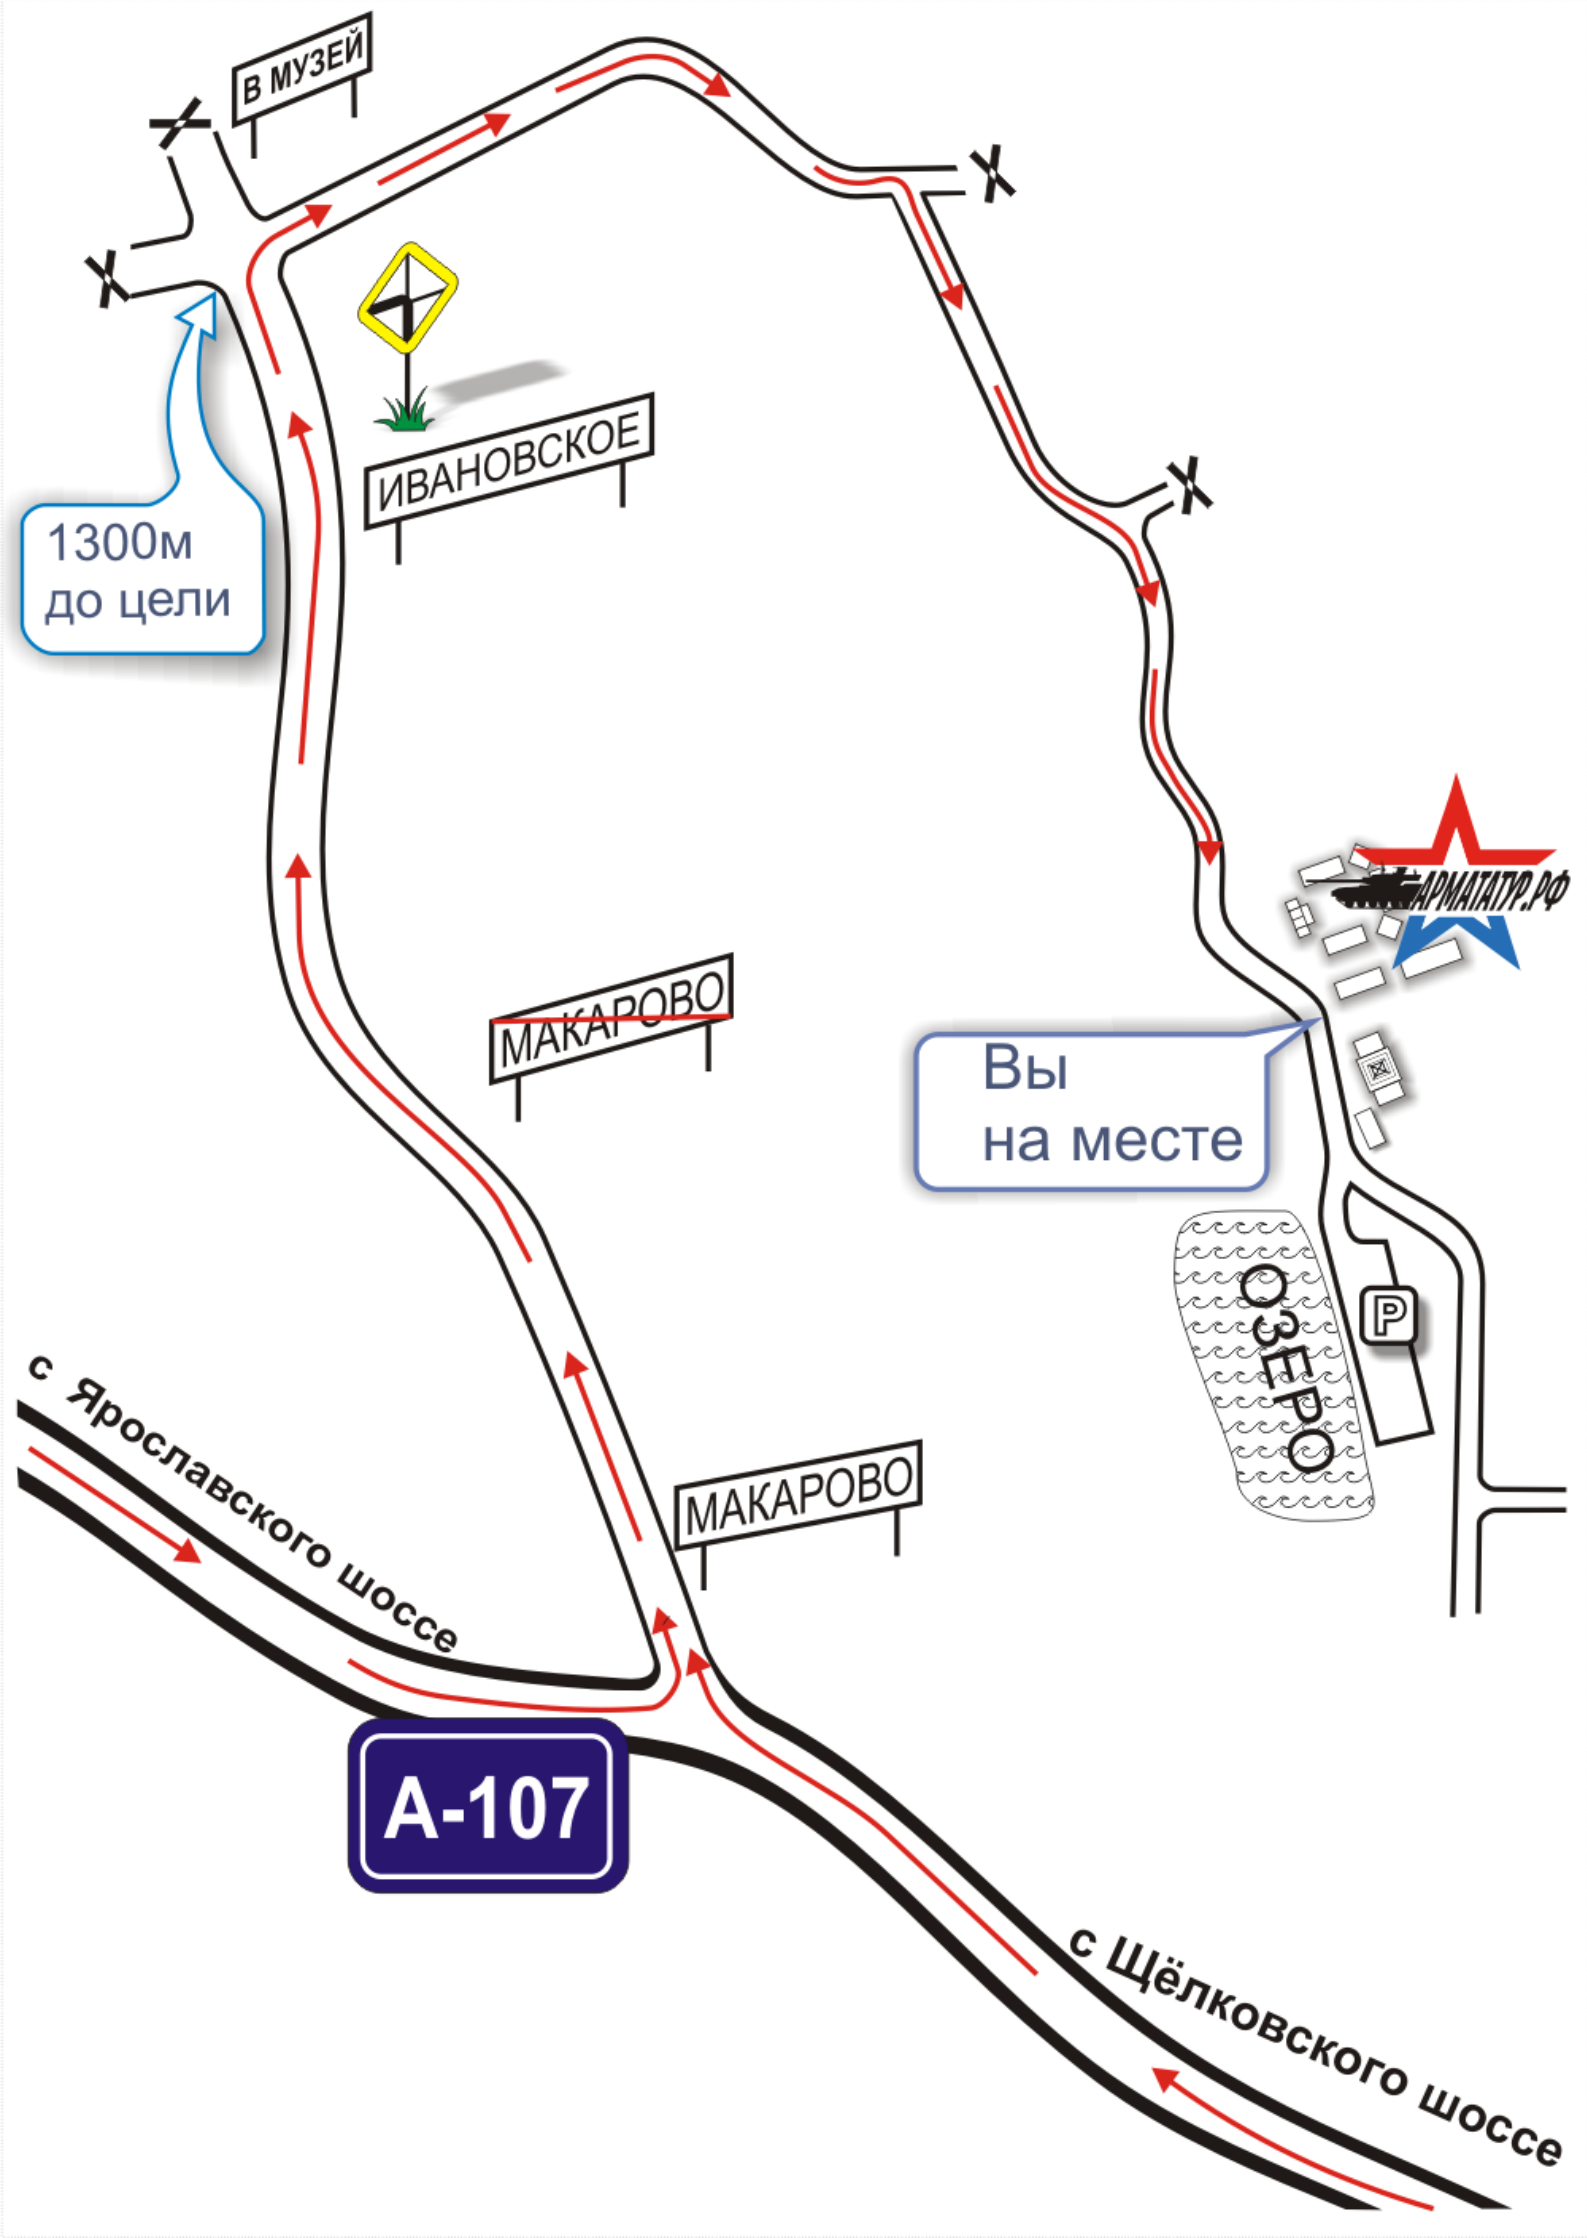 В МУЗЕЙ
ИВАНОВСКОЕ
1300м
до цели
АРМАТАТУР.РФ
МАКАРОВО
Вы
на месте
ОЗЕРО
P
с Ярославского шоссе
МАКАРОВО
А-107
с Щёлковского шоссе